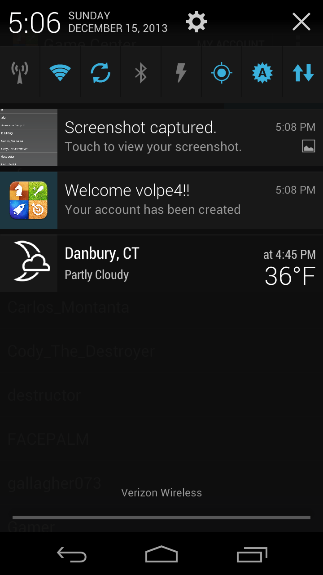 5:06
SUNDAY
DECEMBER 15, 2013
A
Screenshot captured.
5:08 PM
Touch to view your screenshot.
Welcome volpe4!!
5:08 PM
Your account has been created
Danbury, CT
at 4:45 PM
Partly Cloudy
36°F
Carlos_Montanta
Cody_The_Destroyer
destructor
FACEPALM
gallagher073
Verizon Wireless
Gamer